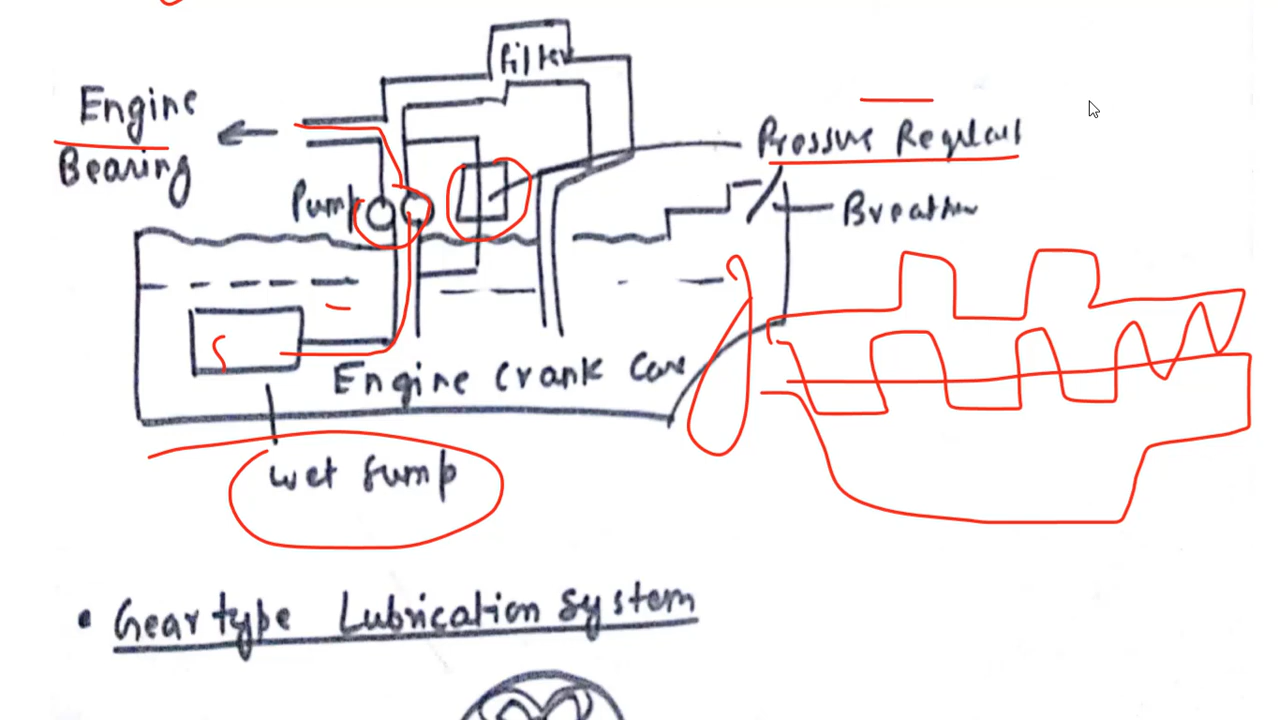 filter
Engine
Bearing
Pressure Regulat
Pump
Breather
Engine Crank Case
wet sump
• Gear type Lubrication System